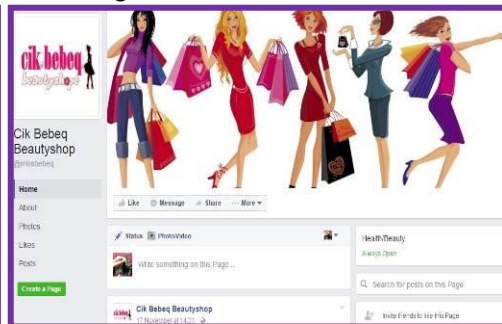 cik bebeq
beautyshop
Cik Bebeq
Beautyshop
@missbebeq
Home
About
Photos
Likes
Posts
Create a Page
Like Message Share More
Status Photo/Video
Write something on this Page...
Cik Bebeq Beautyshop
17 November at 14:21
Health/Beauty
Always Open
Search for posts on this Page
Invite friends to like this Page